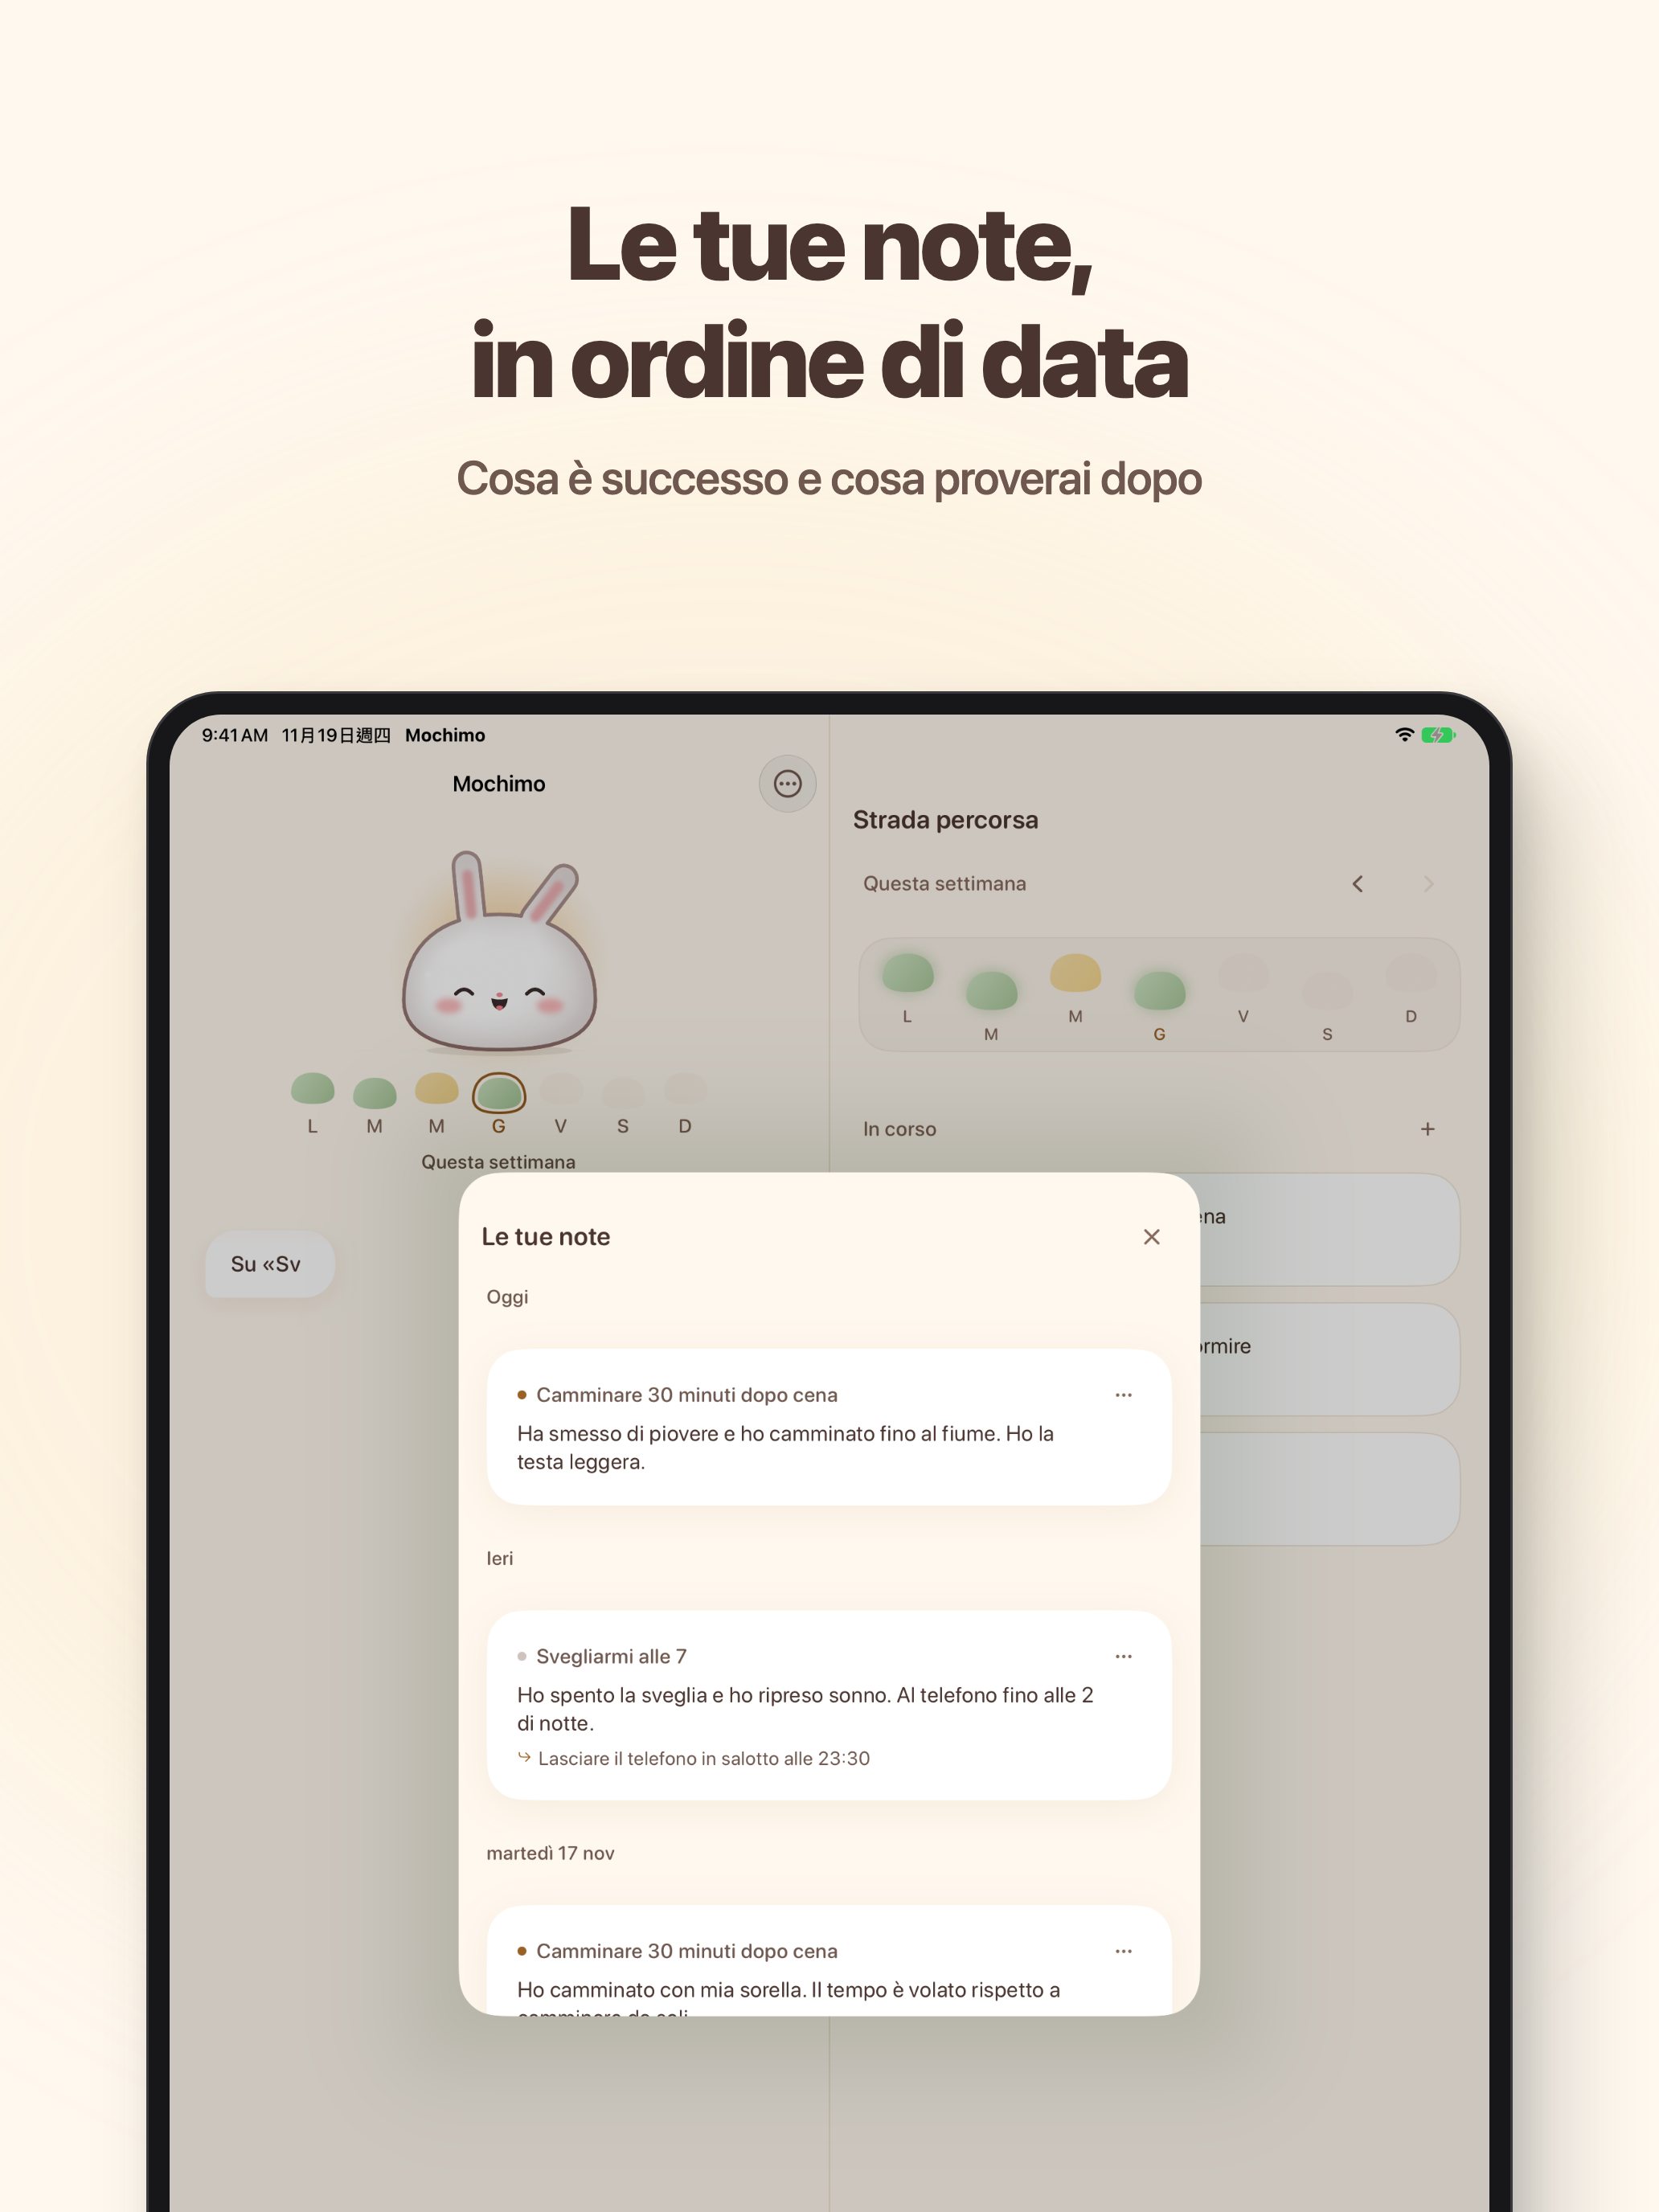 Le tue note,
in ordine di data
Cosa è successo e cosa proverai dopo
9:41 AM 11月19日週四 Mochimo
Mochimo
L M M G V S D
Questa settimana
Su «Sv
Strada percorsa
Questa settimana
L M M G V S D
In corso
ena
ormire
Le tue note
Oggi
Camminare 30 minuti dopo cena
Ha smesso di piovere e ho camminato fino al fiume. Ho la
testa leggera.
Ieri
Svegliarmi alle 7
Ho spento la sveglia e ho ripreso sonno. Al telefono fino alle 2
di notte.
Lasciare il telefono in salotto alle 23:30
martedì 17 nov
Camminare 30 minuti dopo cena
Ho camminato con mia sorella. Il tempo è volato rispetto a
camminare da soli